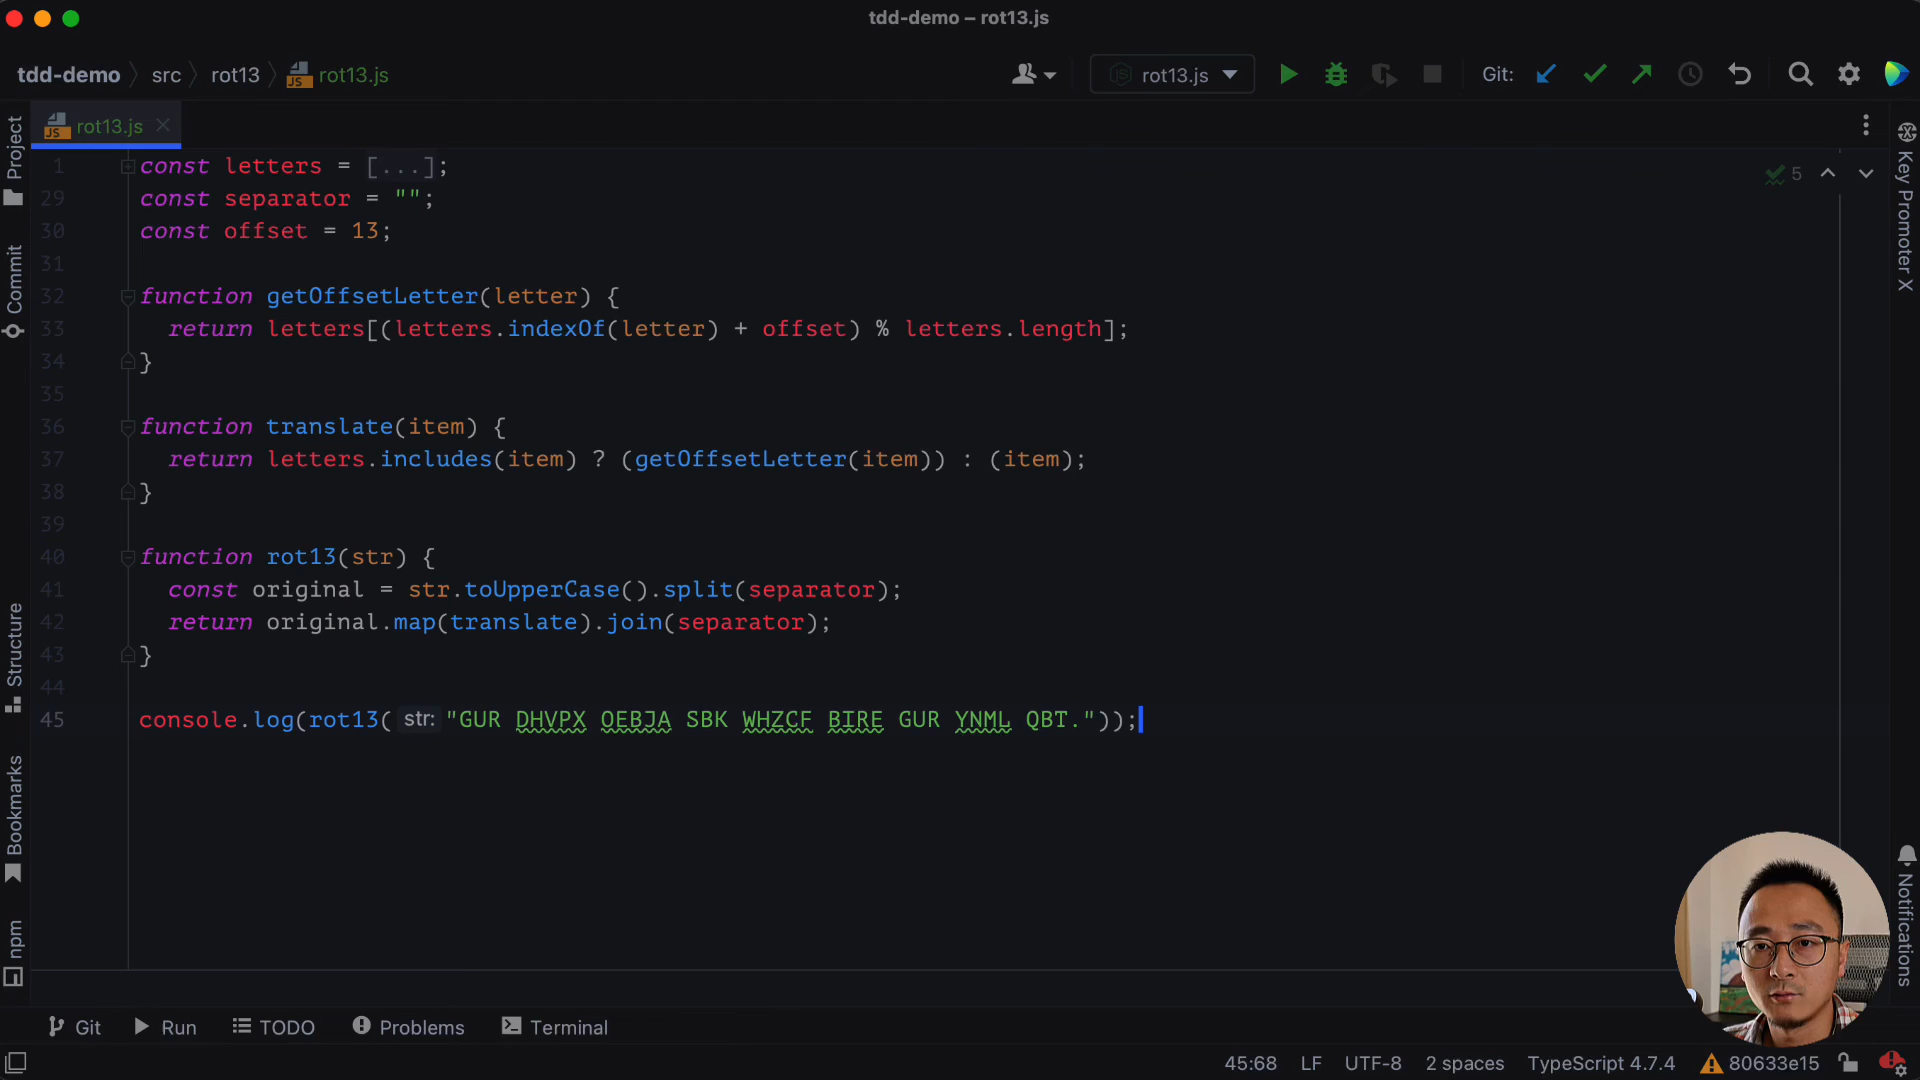 tdd-demo – rot13.js
tdd-demo src rot13 rot13.js
rot13.js Git:
rot13.js
Project
Commit
Structure
Bookmarks
npm
1 const letters = [...];
29 const separator = "";
30 const offset = 13;
31
32 function getOffsetLetter(letter) {
33 return letters[(letters.indexOf(letter) + offset) % letters.length];
34 }
35
36 function translate(item) {
37 return letters.includes(item) ? (getOffsetLetter(item)) : (item);
38 }
39
40 function rot13(str) {
41 const original = str.toUpperCase().split(separator);
42 return original.map(translate).join(separator);
43 }
44
45 console.log(rot13( str: "GUR DHVPX OEBJA SBK WHZCF BIRE GUR YNML QBT."));
5
Key Promoter X
Notifications
Git Run TODO Problems Terminal
45:68 LF UTF-8 2 spaces TypeScript 4.7.4 80633e15